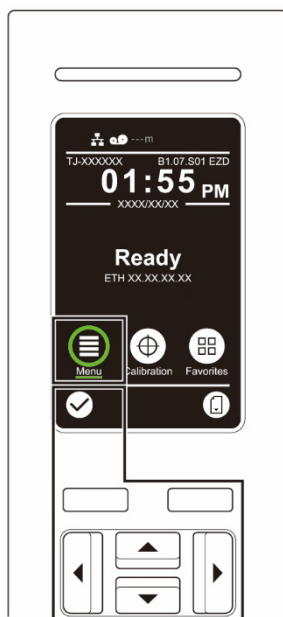 ---m
TJ-XXXXXX B1.07.S01 EZD
01:55 PM
XXXX/XX/XX
Ready
ETH XX.XX.XX.XX
Menu Calibration Favorites